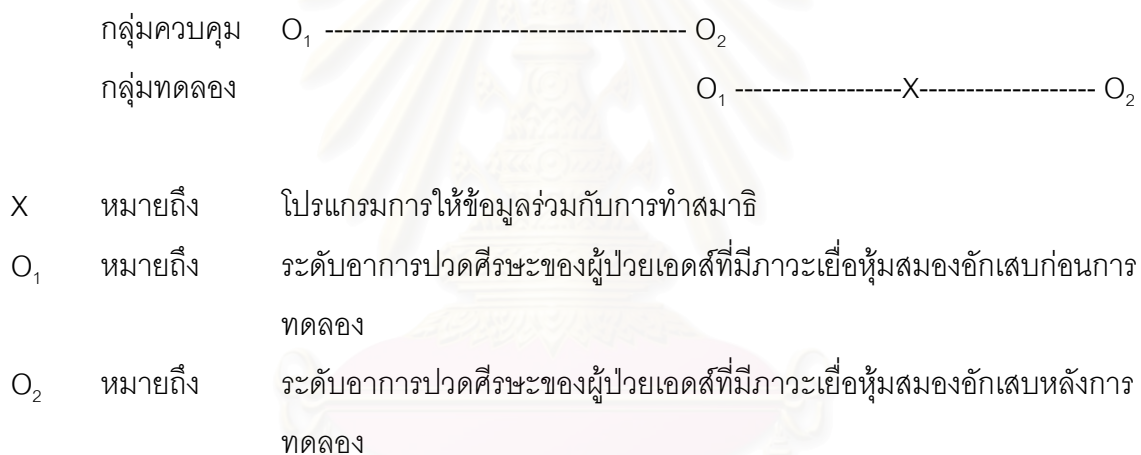 กลุ่มควบคุม O₁ --------------------------------------- O₂
กลุ่มทดลอง O₁ ------------------X------------------- O₂
X หมายถึง โปรแกรมการให้ข้อมูลร่วมกับการทำสมาธิ
O₁ หมายถึง ระดับอาการปวดศีรษะของผู้ป่วยเอดส์ที่มีภาวะเยื่อหุ้มสมองอักเสบก่อนการ
ทดลอง
O₂ หมายถึง ระดับอาการปวดศีรษะของผู้ป่วยเอดส์ที่มีภาวะเยื่อหุ้มสมองอักเสบหลังการ
ทดลอง